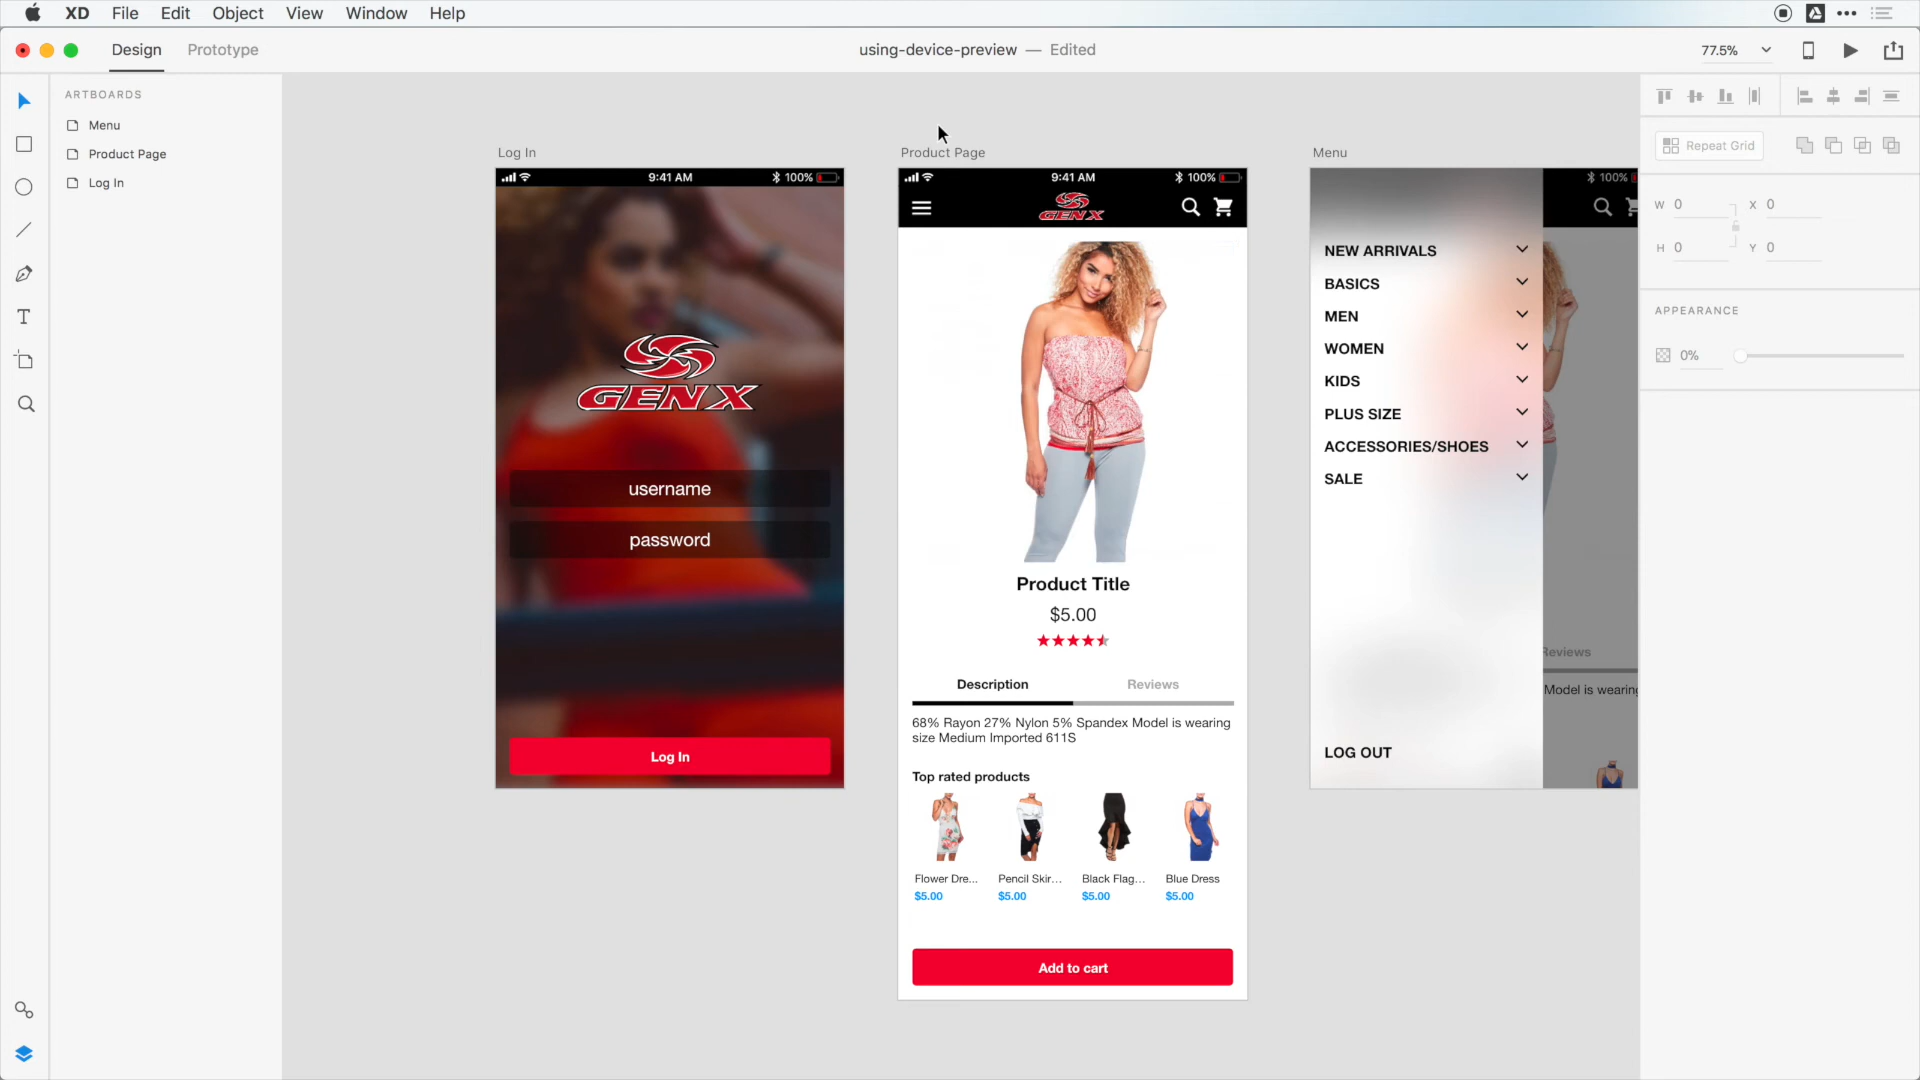 XD File Edit Object View Window Help
Design Prototype
using-device-preview — Edited
77.5%
ARTBOARDS
Menu
Product Page
Log In
Log In
9:41 AM
100%
GENX
username
password
Log In
Product Page
9:41 AM
100%
GENX
Product Title
$5.00
Description Reviews
68% Rayon 27% Nylon 5% Spandex Model is wearing
size Medium Imported 611S
Top rated products
Flower Dre... Pencil Skir... Black Flag... Blue Dress
$5.00 $5.00 $5.00 $5.00
Add to cart
Menu
100%
NEW ARRIVALS
BASICS
MEN
WOMEN
KIDS
PLUS SIZE
ACCESSORIES/SHOES
SALE
Reviews
Model is wearing
LOG OUT
Repeat Grid
W 0 X 0
H 0 Y 0
APPEARANCE
0%